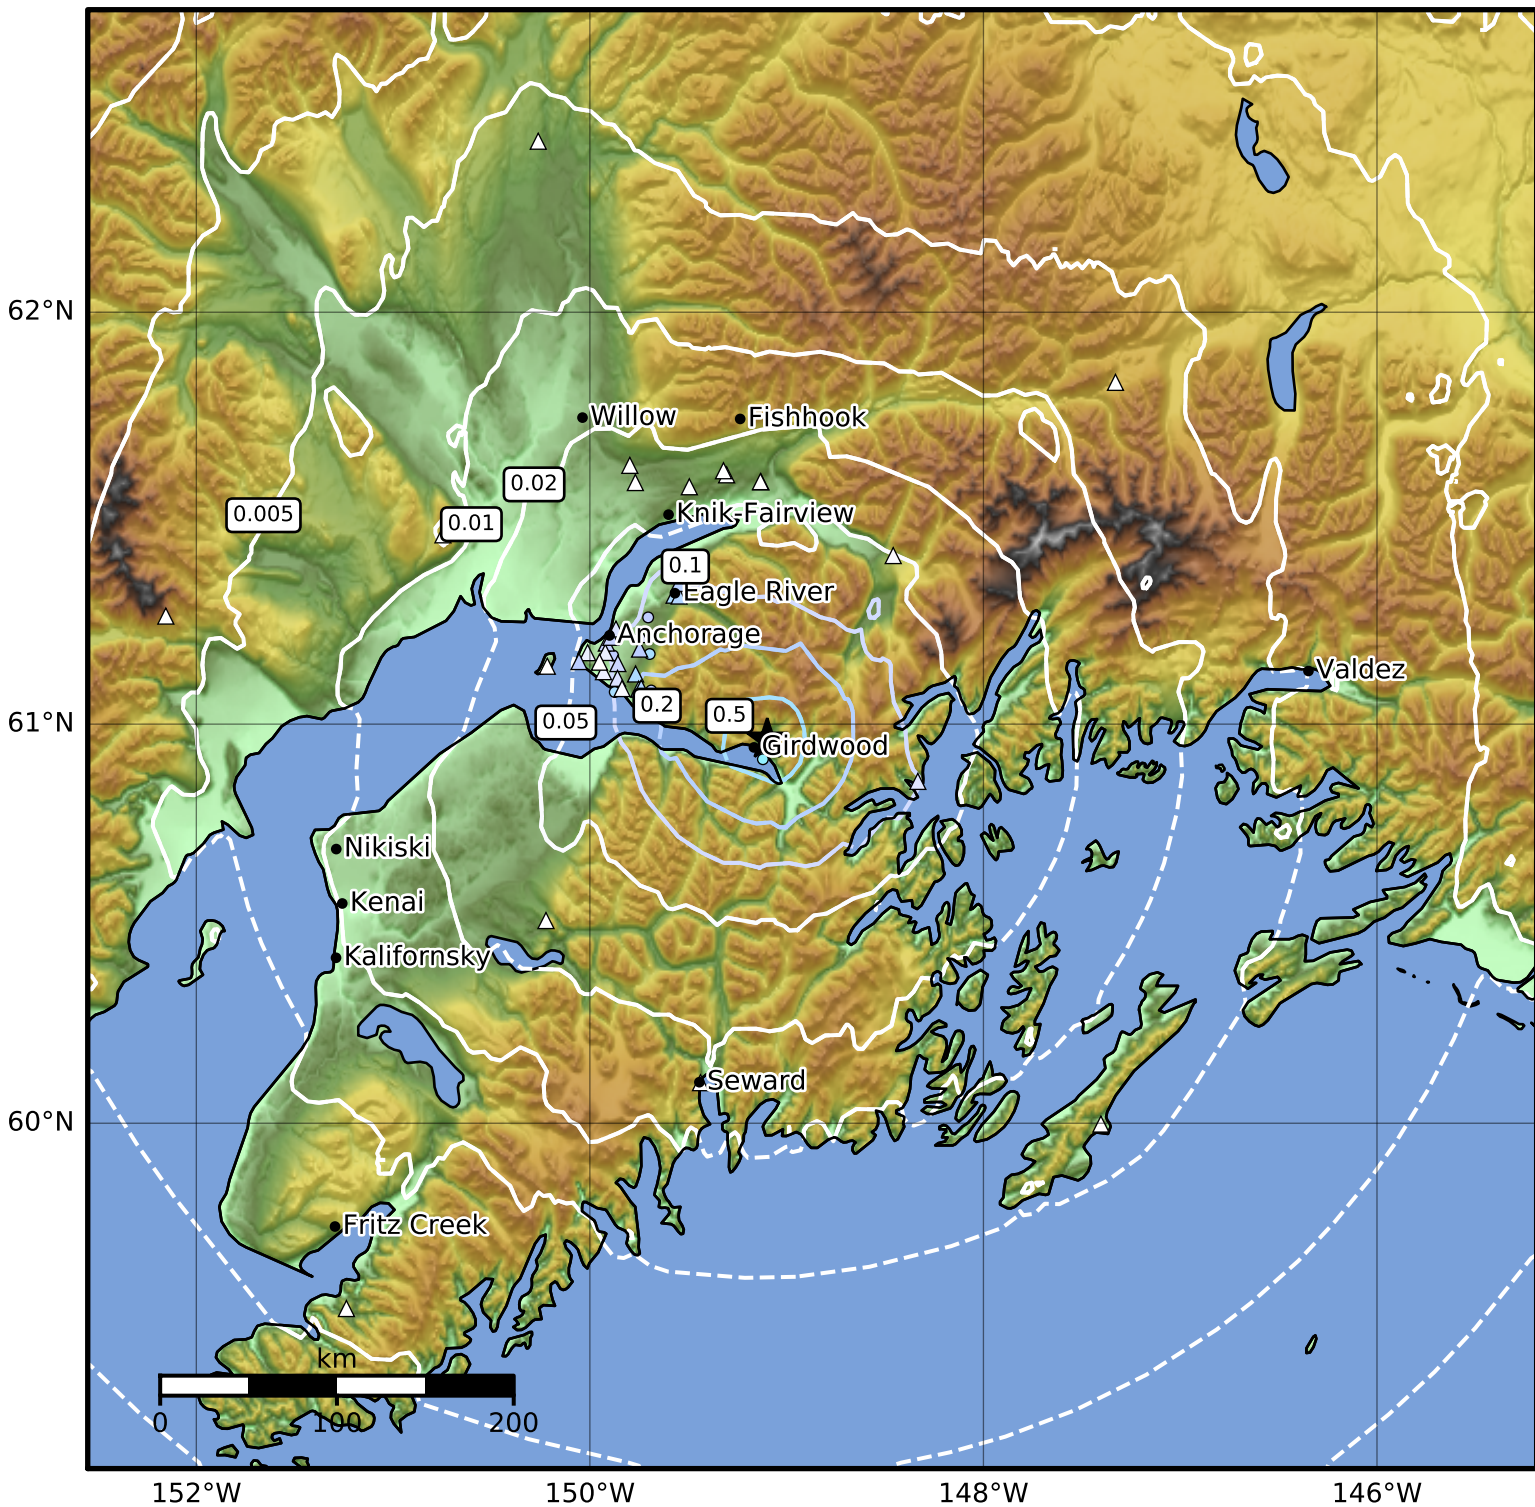 62°N
Willow
Fishhook
0.02
0.005
0.01
Knik-Fairview
0.1
Eagle River
Anchorage
Valdez
0.2
0.5
0.05
61°N
Girdwood
Nikiski
Kenai
Kalifornsky
Seward
60°N
Fritz Creek
km
0 100 200
152°W 150°W 148°W 146°W